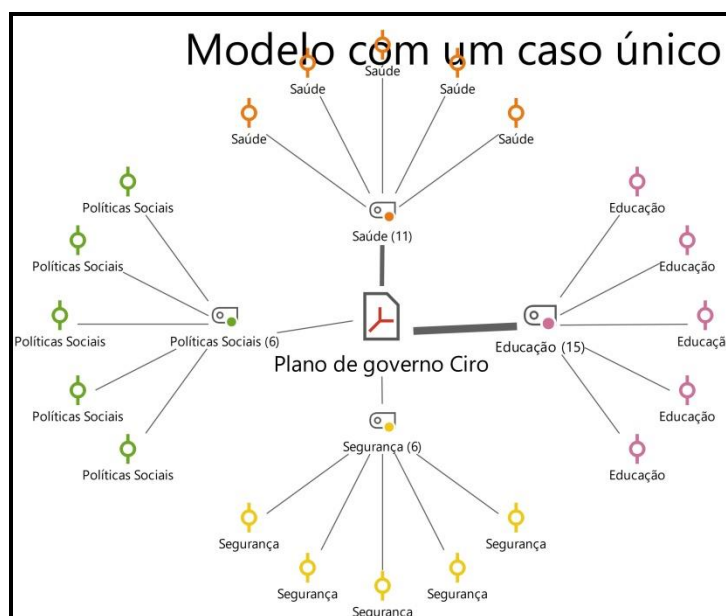 Modelo com um caso único
Saúde
Saúde
Saúde
Saúde
Saúde
Saúde (11)
Políticas Sociais
Políticas Sociais
Políticas Sociais
Políticas Sociais
Políticas Sociais
Políticas Sociais (6)
Plano de governo Ciro
Educação (15)
Educação
Educação
Educaçã
Educação
Educação
Segurança (6)
Segurança
Segurança
Segurança
Segurança
Segurança